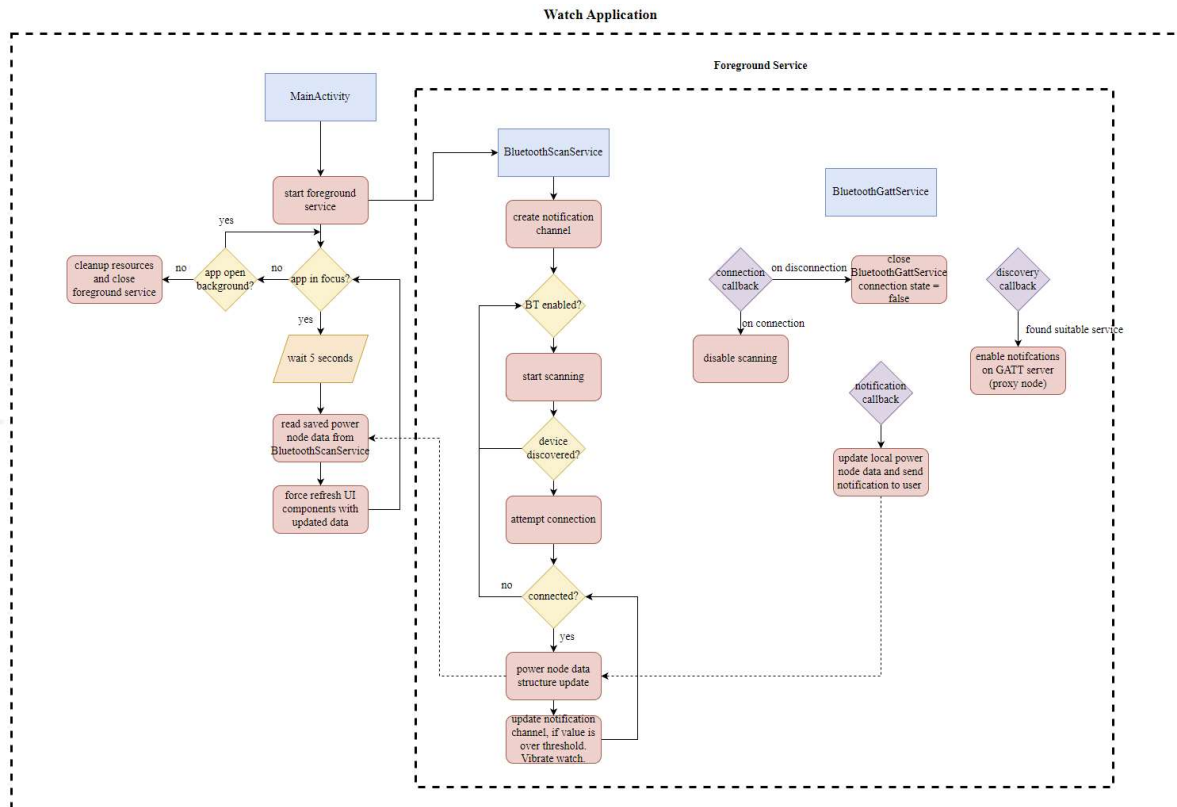 Watch Application
Foreground Service
MainActivity
start foreground
service
yes
app in focus?
no
app open
background?
no
cleanup resources
and close
foreground service
yes
wait 5 seconds
read saved power
node data from
BluetoothScanService
force refresh UI
components with
updated data
BluetoothScanService
create notification
channel
BT enabled?
start scanning
device
discovered?
attempt connection
connected?
no
yes
power node data
structure update
update notification
channel, if value is
over threshold.
Vibrate watch.
BluetoothGattService
connection
callback
on disconnection
close
BluetoothGattService
connection state =
false
on connection
disable scanning
discovery
callback
found suitable service
enable notifcations
on GATT server
(proxy node)
notification
callback
update local power
node data and send
notification to user